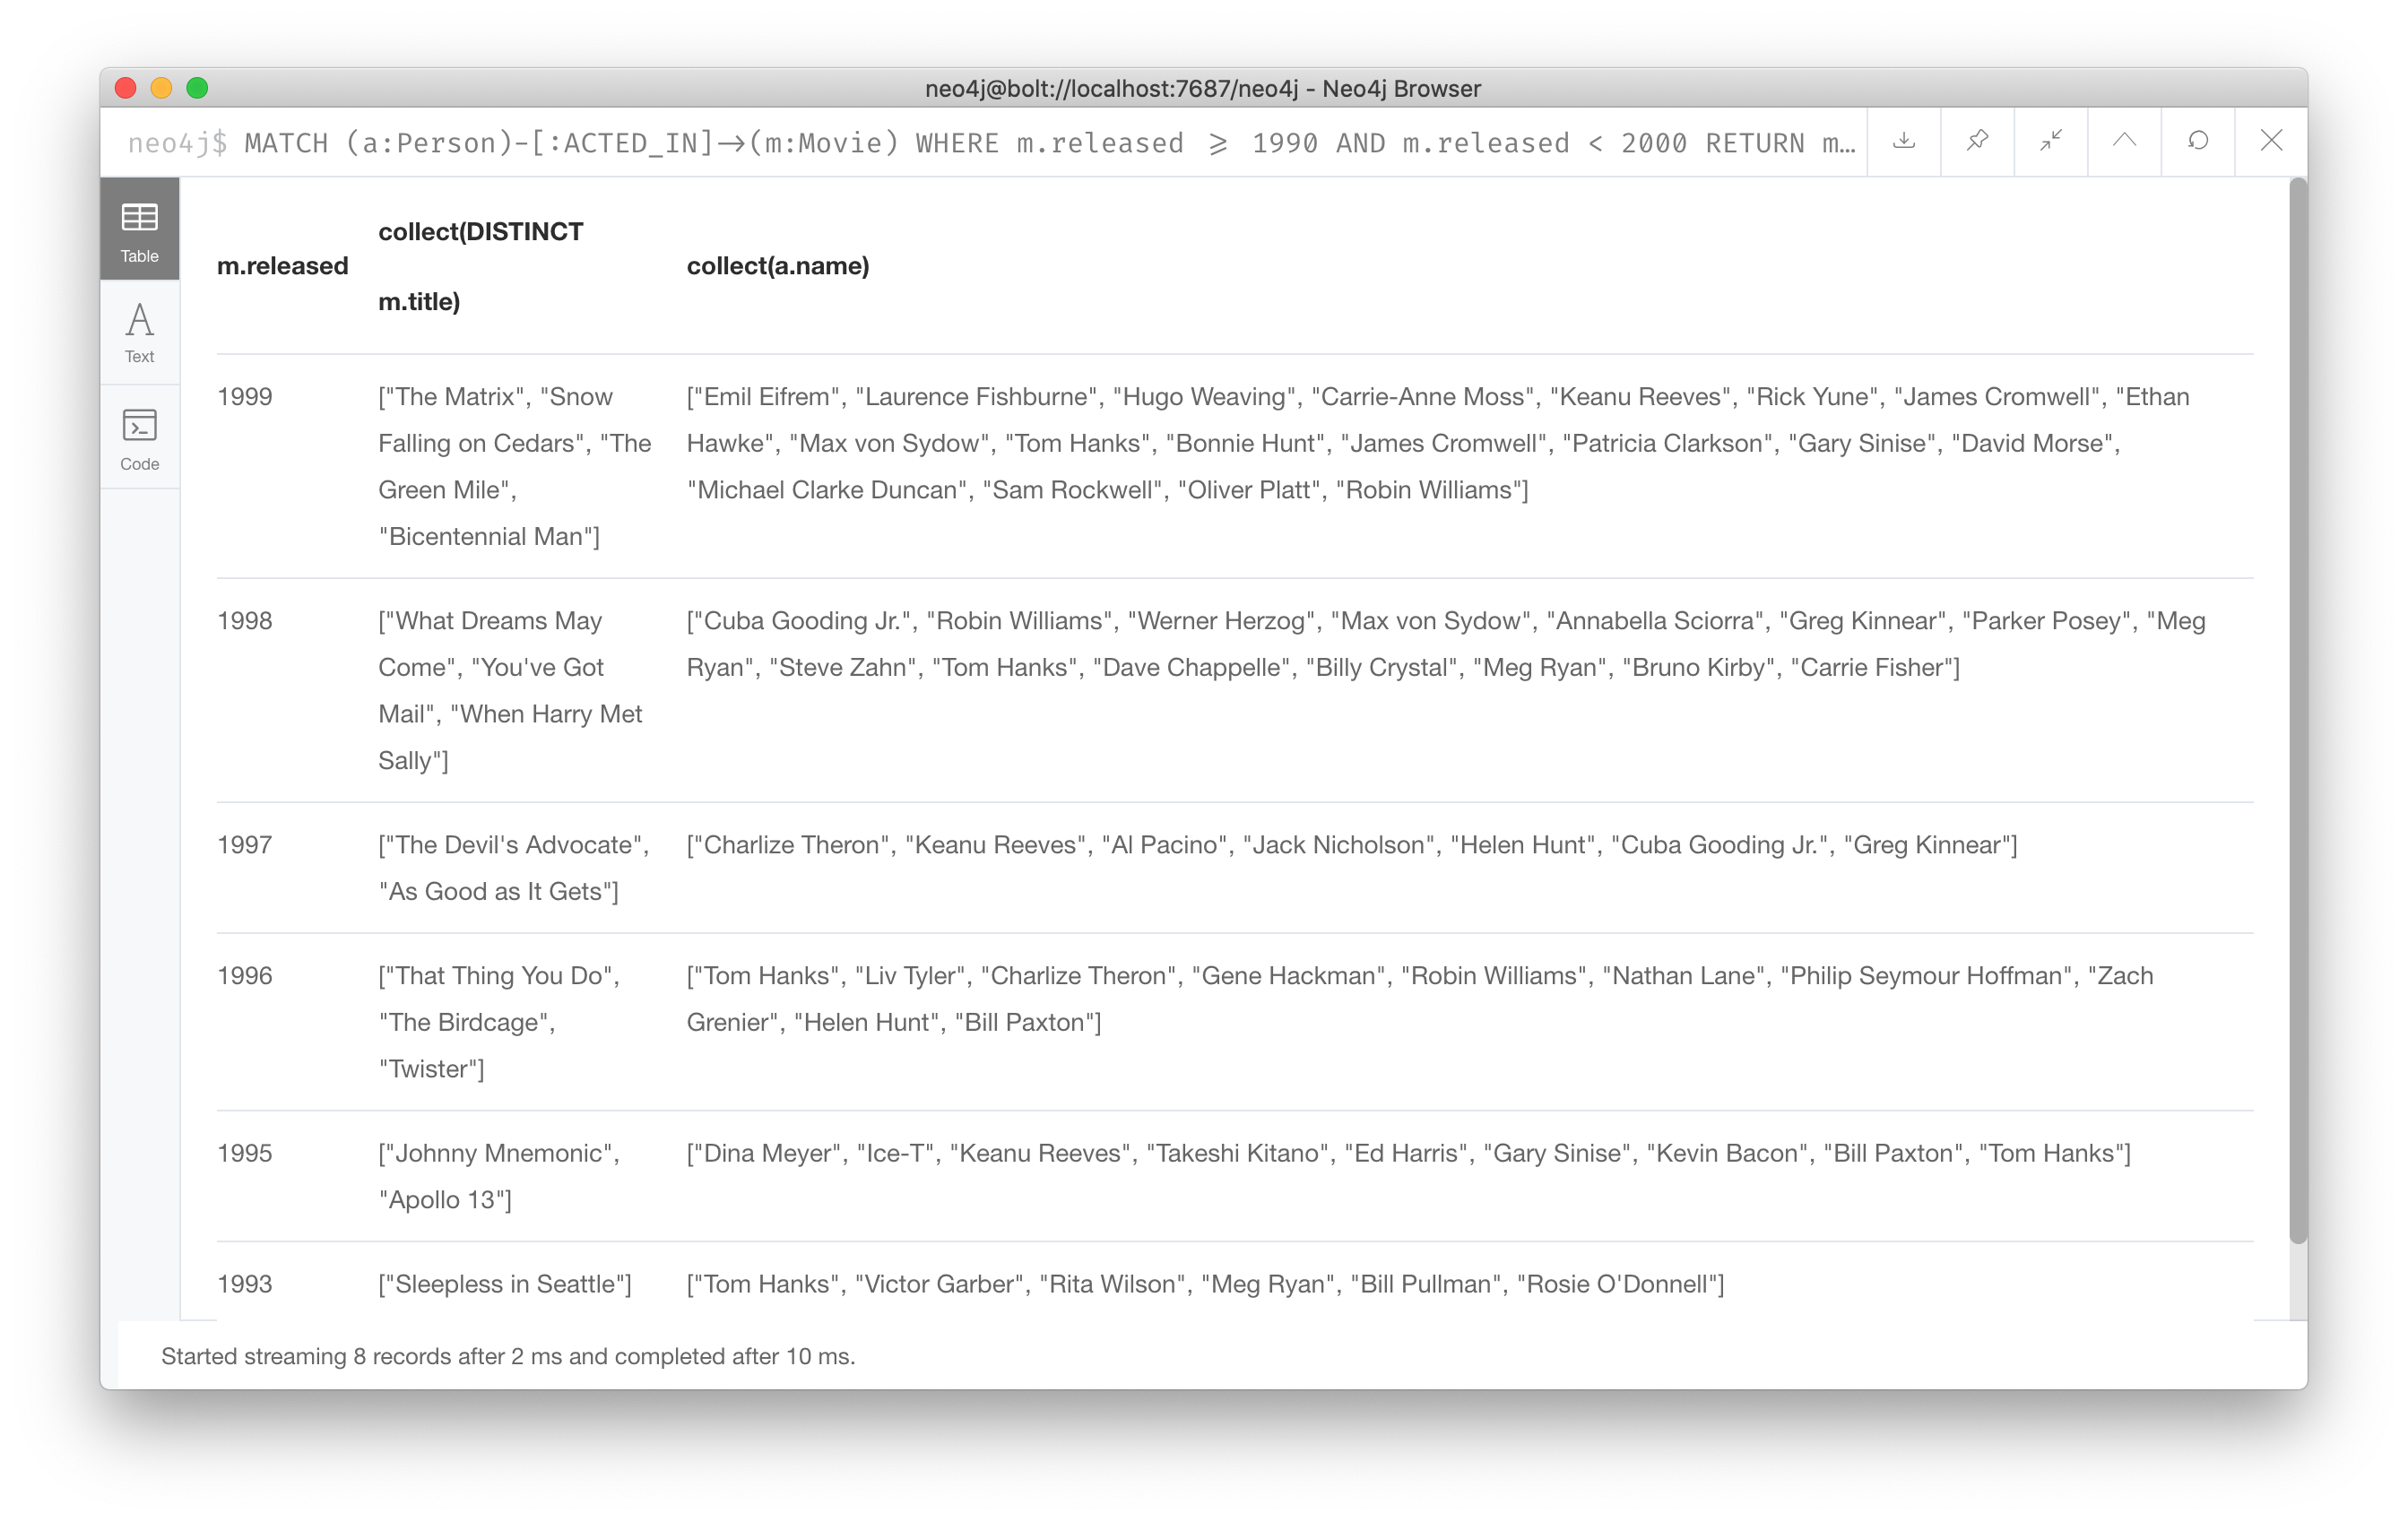 neo4j@bolt://localhost:7687/neo4j - Neo4j Browser
neo4j$ MATCH (a:Person)-[:ACTED_IN]→(m:Movie) WHERE m.released ⩾ 1990 AND m.released < 2000 RETURN m…
Table
Text
Code
collect(DISTINCT
m.released
collect(a.name)
m.title)
1999
["The Matrix", "Snow
Falling on Cedars", "The
Green Mile",
"Bicentennial Man"]
["Emil Eifrem", "Laurence Fishburne", "Hugo Weaving", "Carrie-Anne Moss", "Keanu Reeves", "Rick Yune", "James Cromwell", "Ethan
Hawke", "Max von Sydow", "Tom Hanks", "Bonnie Hunt", "James Cromwell", "Patricia Clarkson", "Gary Sinise", "David Morse",
"Michael Clarke Duncan", "Sam Rockwell", "Oliver Platt", "Robin Williams"]
1998
["What Dreams May
Come", "You've Got
Mail", "When Harry Met
Sally"]
["Cuba Gooding Jr.", "Robin Williams", "Werner Herzog", "Max von Sydow", "Annabella Sciorra", "Greg Kinnear", "Parker Posey", "Meg
Ryan", "Steve Zahn", "Tom Hanks", "Dave Chappelle", "Billy Crystal", "Meg Ryan", "Bruno Kirby", "Carrie Fisher"]
1997
["The Devil's Advocate",
"As Good as It Gets"]
["Charlize Theron", "Keanu Reeves", "Al Pacino", "Jack Nicholson", "Helen Hunt", "Cuba Gooding Jr.", "Greg Kinnear"]
1996
["That Thing You Do",
"The Birdcage",
"Twister"]
["Tom Hanks", "Liv Tyler", "Charlize Theron", "Gene Hackman", "Robin Williams", "Nathan Lane", "Philip Seymour Hoffman", "Zach
Grenier", "Helen Hunt", "Bill Paxton"]
1995
["Johnny Mnemonic",
"Apollo 13"]
["Dina Meyer", "Ice-T", "Keanu Reeves", "Takeshi Kitano", "Ed Harris", "Gary Sinise", "Kevin Bacon", "Bill Paxton", "Tom Hanks"]
1993
["Sleepless in Seattle"]
["Tom Hanks", "Victor Garber", "Rita Wilson", "Meg Ryan", "Bill Pullman", "Rosie O'Donnell"]
Started streaming 8 records after 2 ms and completed after 10 ms.